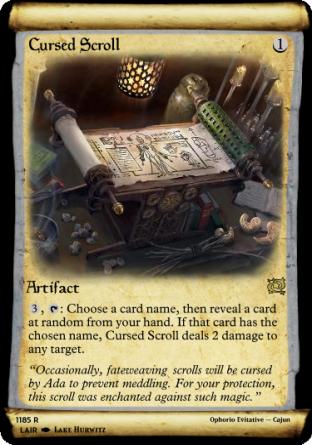 Cursed Scroll 1
Artifact
3, T: Choose a card name, then reveal a card
at random from your hand. If that card has the
chosen name, Cursed Scroll deals 2 damage to
any target.
"Occasionally, fateweaving scrolls will be cursed
by Ada to prevent meddling. For your protection,
this scroll was enchanted against such magic."
1185 R
Ophorio Evitative — Cajun
LAIR Lake Hurwitz